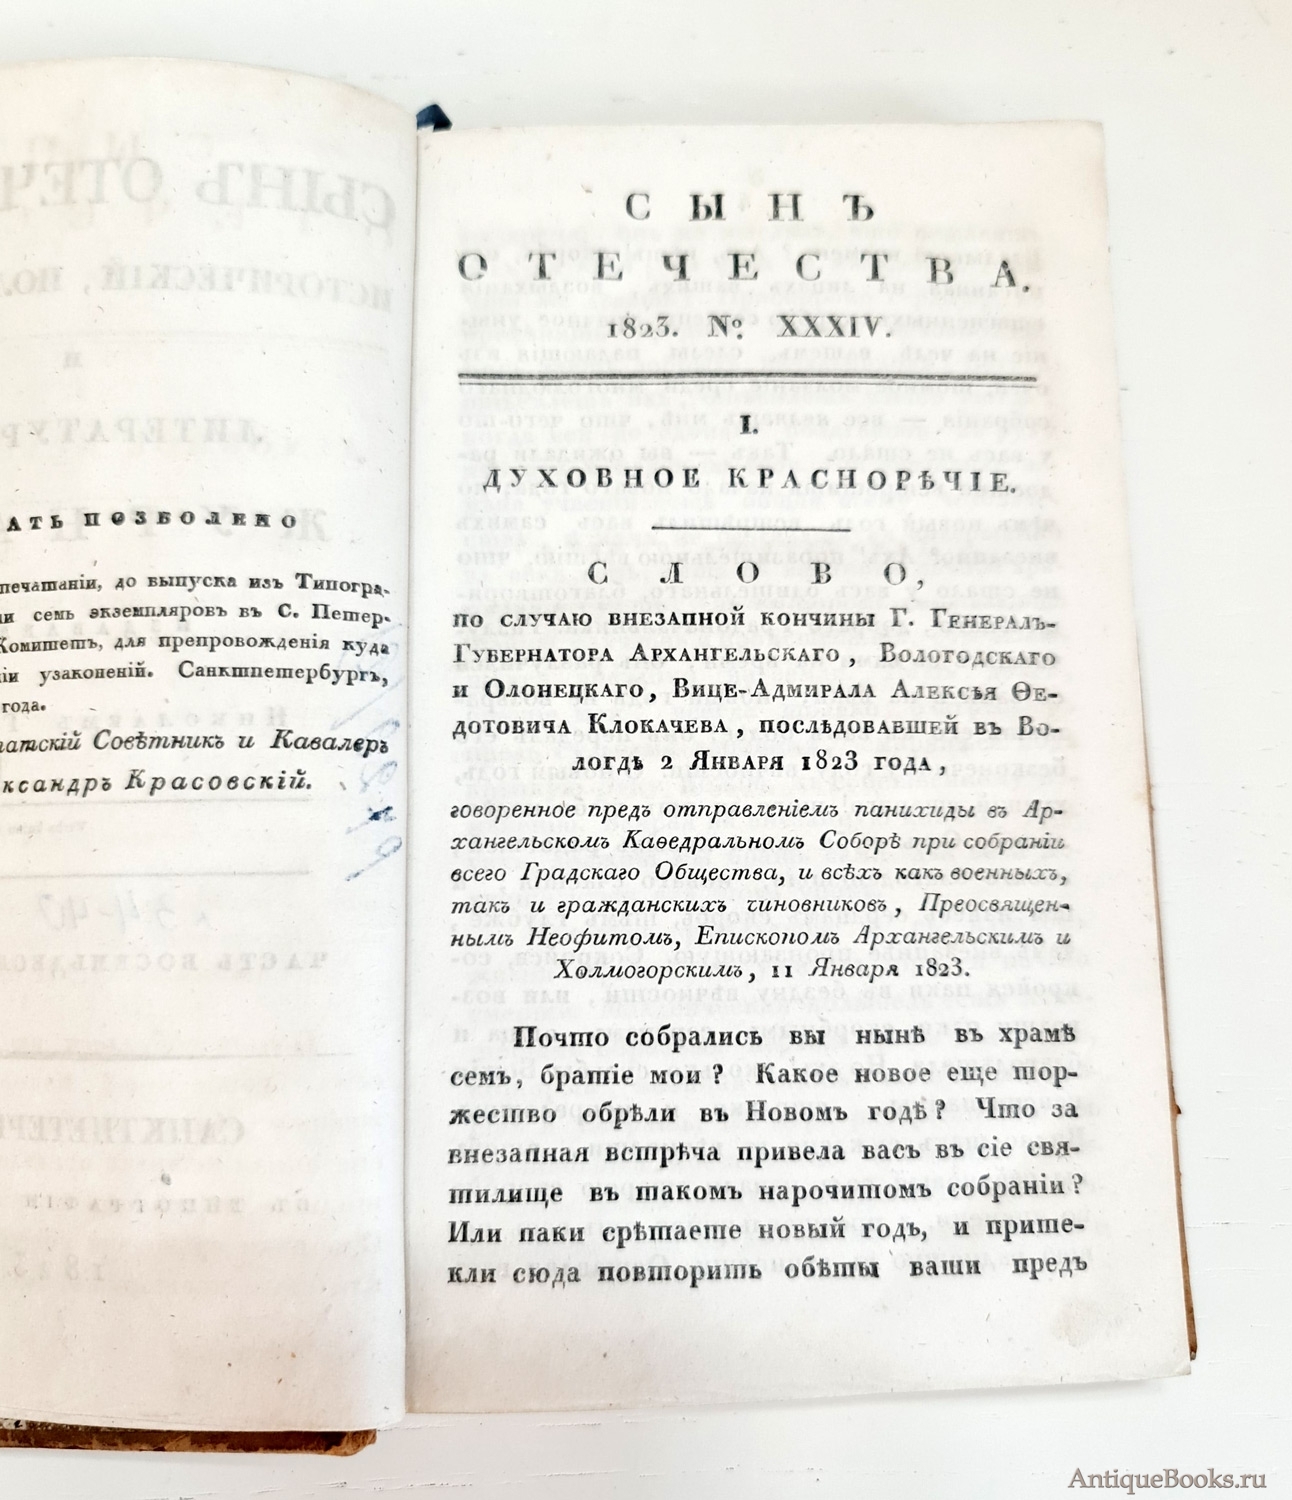 АТЬ ПОЗВОЛЕНО
печатаніи, до выпуска изъ Типогра-
ки семь экземпляровъ въ С. Петер-
Комитетъ, для препровожденія куда
ніи узаконеній. Санктпетербургъ,
года.
Совѣтникъ и Кавалеръ
ксандръ Красовскій.
СЫНЪ
ОТЕЧЕСТВА.
1823. №. XXXIV.
I.
ДУХОВНОЕ КРАСНОРѢЧІЕ.
СЛОВО,
по случаю внезапной кончины Г. Генералъ-
Губернатора Архангельскаго, Вологодскаго
и Олонецкаго, Вице-Адмирала Алексѣя Ѳе-
дотовича Клокачева, послѣдовавшей въ Во-
логдѣ 2 Января 1823 года,
говоренное предъ отправленіемъ панихиды въ Ар-
хангельскомъ Каѳедральномъ Соборѣ при собраніи
всего Градскаго Общества, и всѣхъ какъ военныхъ,
такъ и гражданскихъ чиновниковъ, Преосвящен-
нымъ Неофитомъ, Епископомъ Архангельскимъ и
Холмогорскимъ, 11 Января 1823.
Почто собрались вы нынѣ въ храмѣ
семъ, братіе мои? Какое новое еще тор-
жество обрѣли въ Новомъ годѣ? Что за
внезапная встрѣча привела васъ въ сіе свя-
тилище въ такомъ нарочитомъ собраніи?
Или паки срѣтаете новый годъ, и прите-
кли сюда повторить обѣты ваши предъ
AntiqueBooks.ru